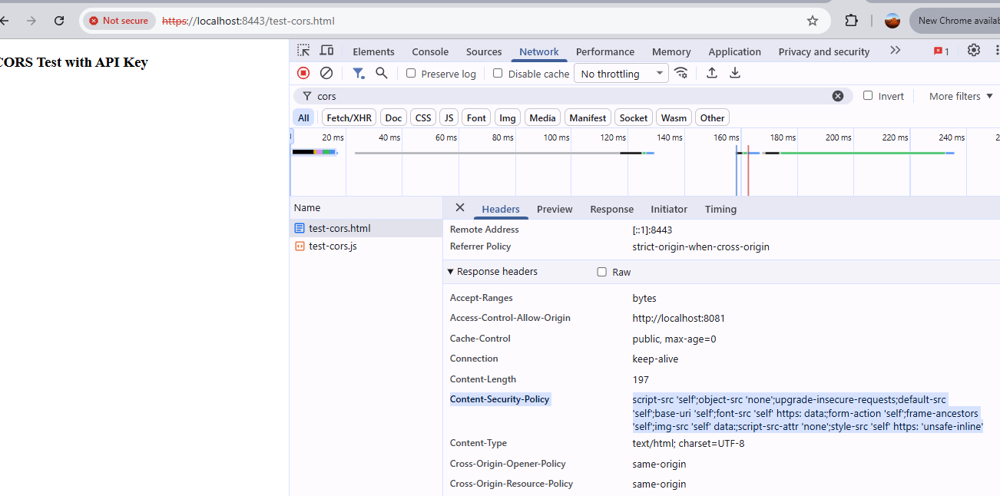 Not secure https://localhost:8443/test-cors.html New Chrome availab
CORS Test with API Key
Elements Console Sources Network Performance Memory Application Privacy and security 1
Preserve log Disable cache No throttling
cors Invert More filters
All Fetch/XHR Doc CSS JS Font Img Media Manifest Socket Wasm Other
20 ms 40 ms 60 ms 80 ms 100 ms 120 ms 140 ms 160 ms 180 ms 200 ms 220 ms 240 ms 2
Name Headers Preview Response Initiator Timing
test-cors.html
test-cors.js
Remote Address [::1]:8443
Referrer Policy strict-origin-when-cross-origin
Response headers Raw
Accept-Ranges bytes
Access-Control-Allow-Origin http://localhost:8081
Cache-Control public, max-age=0
Connection keep-alive
Content-Length 197
Content-Security-Policy script-src 'self';object-src 'none';upgrade-insecure-requests;default-src
'self';base-uri 'self';font-src 'self' https: data:;form-action 'self';frame-ancestors
'self';img-src 'self' data:;script-src-attr 'none';style-src 'self' https: 'unsafe-inline'
Content-Type text/html; charset=UTF-8
Cross-Origin-Opener-Policy same-origin
Cross-Origin-Resource-Policy same-origin